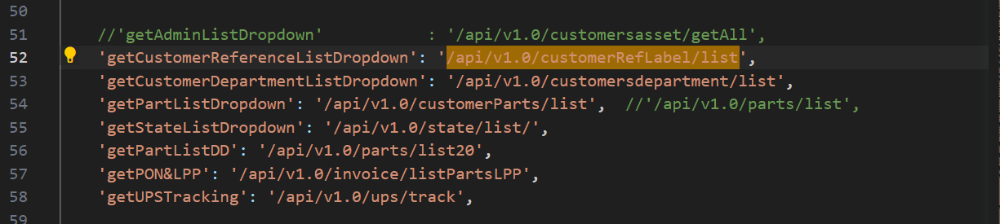 50
51 //'getAdminListDropdown' : '/api/v1.0/customersasset/getAll',
52 'getCustomerReferenceListDropdown': '/api/v1.0/customerRefLabel/list',
53 'getCustomerDepartmentListDropdown': '/api/v1.0/customersdepartment/list',
54 'getPartListDropdown': '/api/v1.0/customerParts/list', //'/api/v1.0/parts/list',
55 'getStateListDropdown': '/api/v1.0/state/list/',
56 'getPartListDD': '/api/v1.0/parts/list20',
57 'getPON&LPP': '/api/v1.0/invoice/listPartsLPP',
58 'getUPSTracking': '/api/v1.0/ups/track',
59